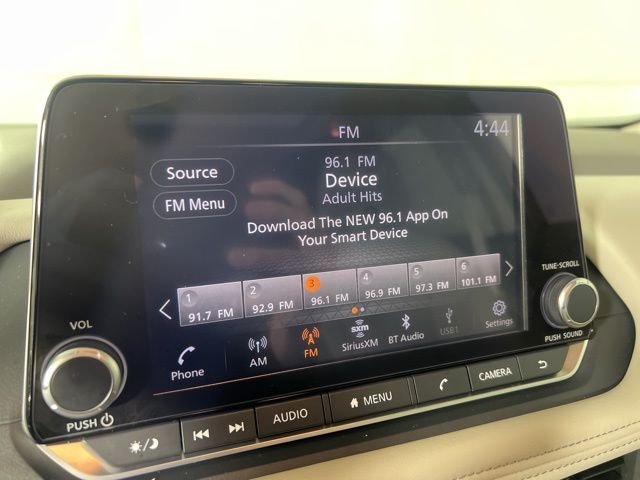 FM
4:44
Source
FM Menu
96.1 FM
Device
Adult Hits
Download The NEW 96.1 App On
Your Smart Device
1
91.7 FM
2
92.9 FM
3
96.1 FM
4
96.9 FM
5
97.3 FM
6
101.1 FM
Phone
AM
FM
sxm
SiriusXM
BT Audio
USB1
Settings
VOL
PUSH
TUNE·SCROLL
PUSH SOUND
AUDIO
MENU
CAMERA